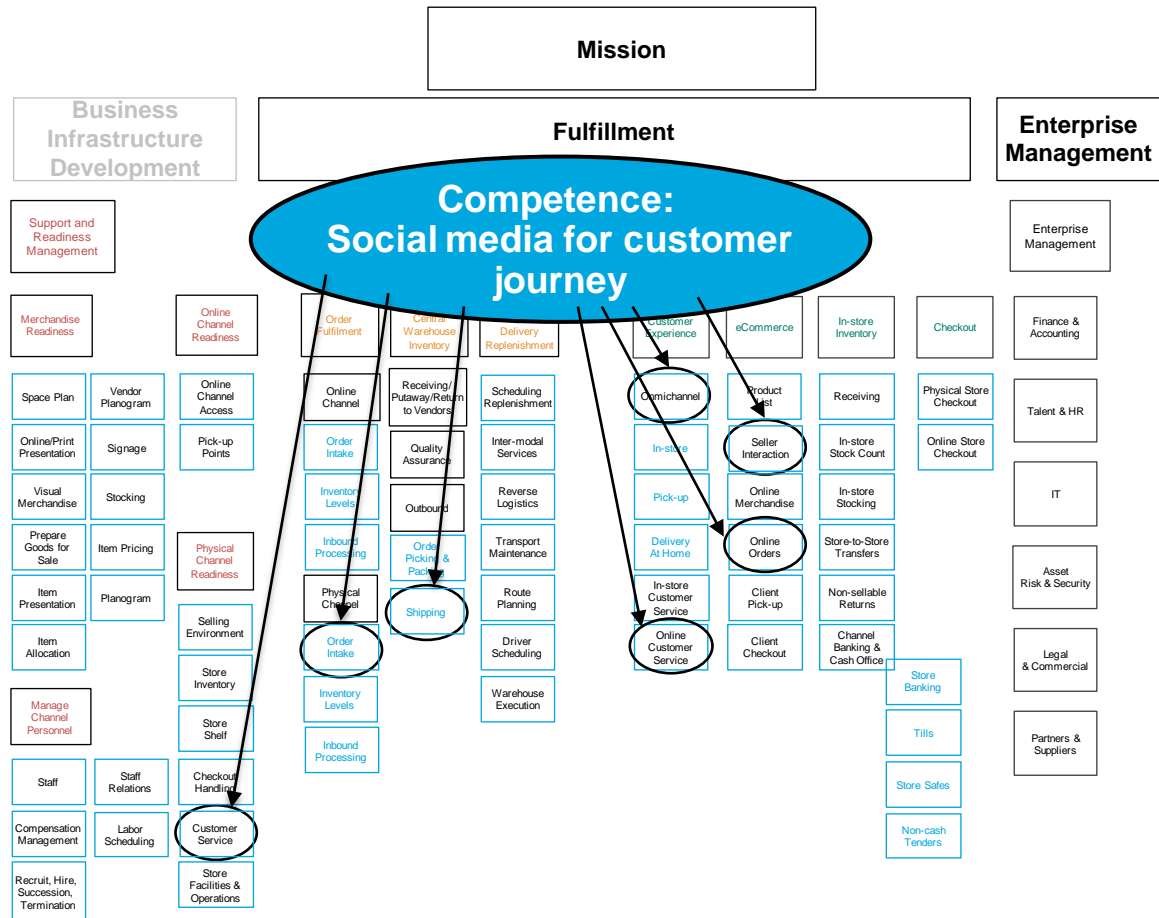 Mission
Business
Infrastructure
Development
Fulfillment
Enterprise
Management
Competence:
Social media for customer
journey
Support and
Readiness
Management
Enterprise
Management
Merchandise
Readiness
Online
Channel
Readiness
Order
Fulfilment
Central
Warehouse
Inventory
Delivery
Replenishment
Customer
Experience
eCommerce
In-store
Inventory
Checkout
Finance &
Accounting
Space Plan
Online/Print
Presentation
Visual
Merchandise
Prepare
Goods for
Sale
Item
Presentation
Item
Allocation
Vendor
Planogram
Signage
Stocking
Item Pricing
Planogram
Online
Channel
Access
Pick-up
Points
Physical
Channel
Readiness
Selling
Environment
Store
Inventory
Store
Shelf
Checkout
Handling
Customer
Service
Store
Facilities &
Operations
Manage
Channel
Personnel
Staff
Compensation
Management
Recruit, Hire,
Succession,
Termination
Staff
Relations
Labor
Scheduling
Online
Channel
Order
Intake
Inventory
Levels
Inbound
Processing
Physical
Channel
Order
Intake
Inventory
Levels
Inbound
Processing
Receiving/
Putaway/Return
to Vendors
Quality
Assurance
Outbound
Order
Picking &
Packing
Shipping
Scheduling
Replenishment
Inter-modal
Services
Reverse
Logistics
Transport
Maintenance
Route
Planning
Driver
Scheduling
Warehouse
Execution
Omnichannel
In-store
Pick-up
Delivery
At Home
In-store
Customer
Service
Online
Customer
Service
Product
List
Seller
Interaction
Online
Merchandise
Online
Orders
Client
Pick-up
Client
Checkout
Receiving
In-store
Stock Count
In-store
Stocking
Store-to-Store
Transfers
Non-sellable
Returns
Channel
Banking &
Cash Office
Physical Store
Checkout
Online Store
Checkout
Store
Banking
Tills
Store Safes
Non-cash
Tenders
Talent & HR
IT
Asset
Risk & Security
Legal
& Commercial
Partners &
Suppliers